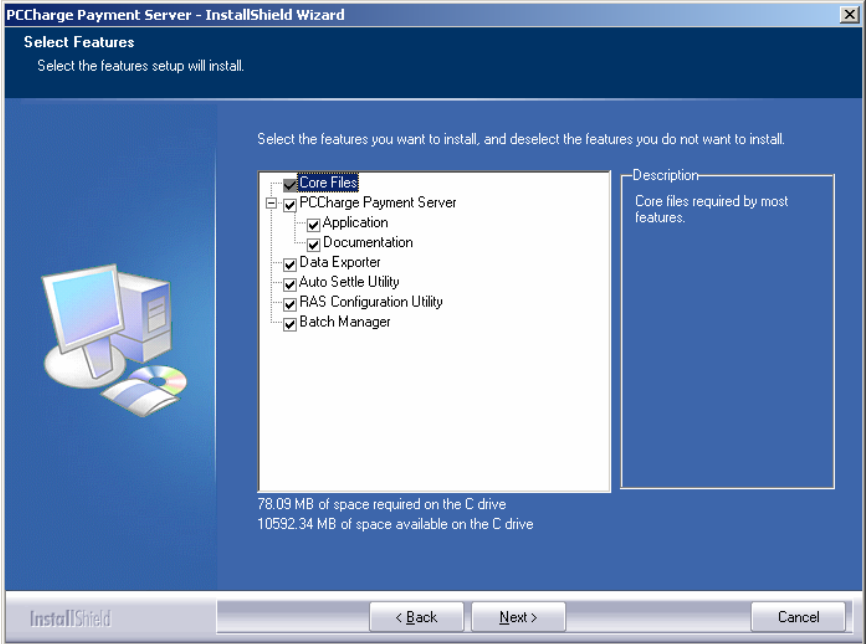 PCCharge Payment Server - InstallShield Wizard
Select Features
Select the features setup will install.
Select the features you want to install, and deselect the features you do not want to install.
Core Files
PCCharge Payment Server
Application
Documentation
Data Exporter
Auto Settle Utility
RAS Configuration Utility
Batch Manager
Description
Core files required by most
features.
78.09 MB of space required on the C drive
10592.34 MB of space available on the C drive
InstallShield
< Back
Next >
Cancel